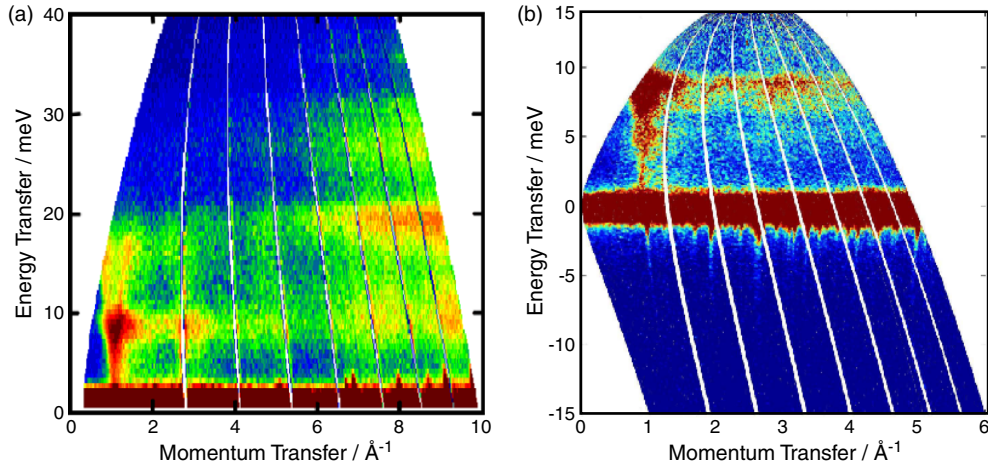 (a)
Energy Transfer / meV
40
30
20
10
0
0 2 4 6 8 10
Momentum Transfer / Å⁻¹
(b)
Energy Transfer / meV
15
10
5
0
-5
-10
-15
0 1 2 3 4 5 6
Momentum Transfer / Å⁻¹